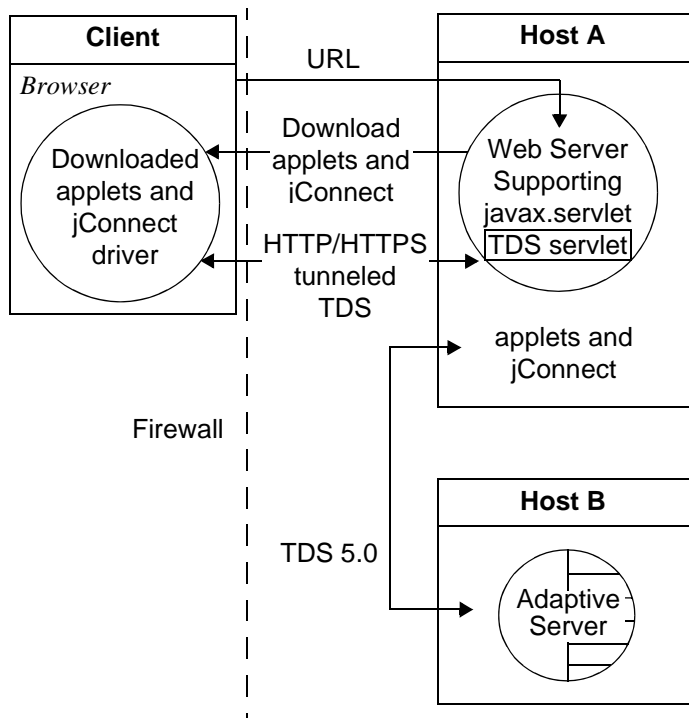 Client
Host A
URL
Browser
Download
applets and
jConnect
Downloaded
applets and
jConnect
driver
Web Server
Supporting
javax.servlet
TDS servlet
HTTP/HTTPS
tunneled
TDS
applets and
jConnect
Firewall
Host B
TDS 5.0
Adaptive
Server